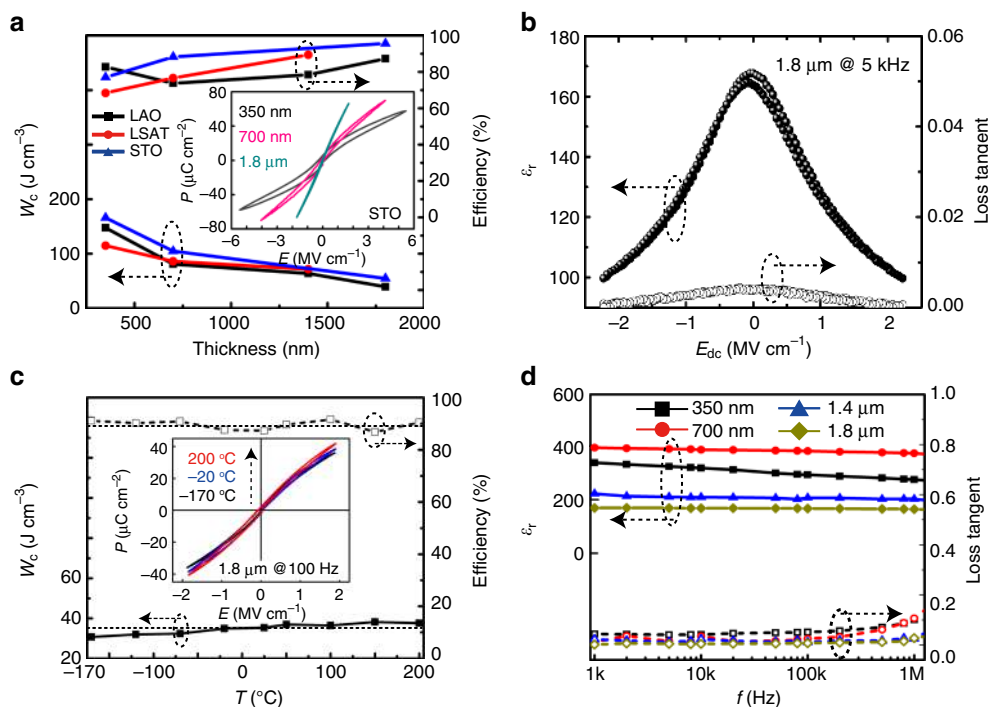 a
W_c (J cm⁻³)
200
100
0
LAO
LSAT
STO
350 nm
700 nm
1.8 μm
P (μC cm⁻²)
80
40
0
−40
−80
−6 −3 0 3 6
E (MV cm⁻¹)
STO
100
80
60
40
20
0
Efficiency (%)
500 1000 1500 2000
Thickness (nm)
b
ε_r
180
160
140
120
100
1.8 μm @ 5 kHz
0.06
0.04
0.02
0.00
Loss tangent
−2 −1 0 1 2
E_dc (MV cm⁻¹)
c
W_c (J cm⁻³)
60
40
20
P (μC cm⁻²)
40
20
0
−20
−40
200 °C
−20 °C
−170 °C
1.8 μm @100 Hz
−2 −1 0 1 2
E (MV cm⁻¹)
100
80
60
40
20
0
Efficiency (%)
−170 −100 0 100 200
T (°C)
d
ε_r
600
400
200
0
350 nm 1.4 μm
700 nm 1.8 μm
1.0
0.8
0.6
0.4
0.2
0.0
Loss tangent
1k 10k 100k 1M
f (Hz)